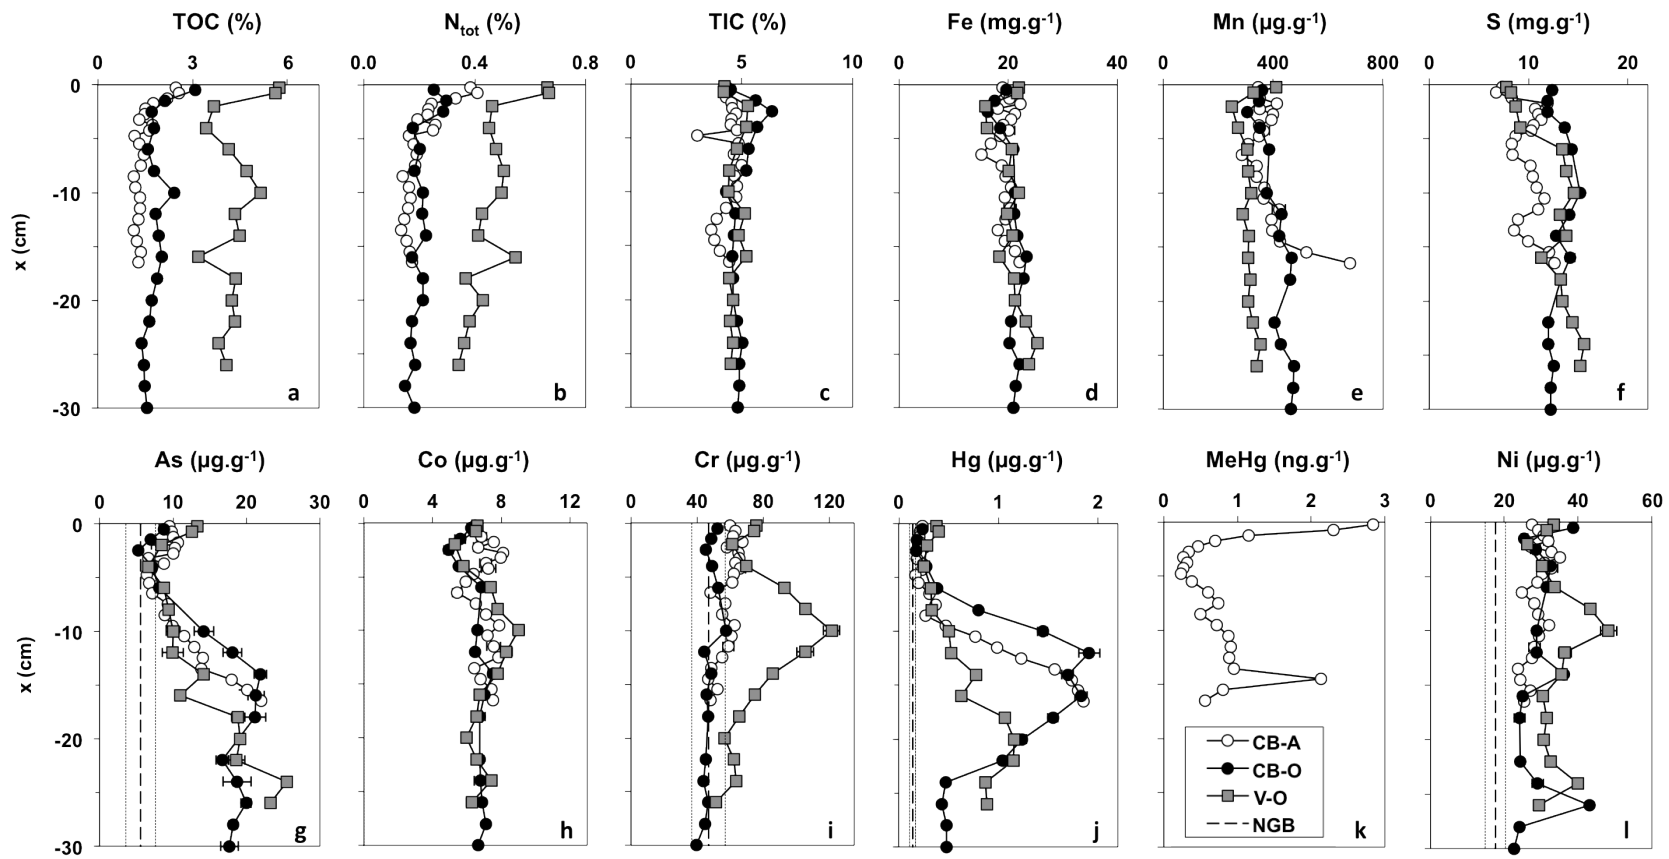 TOC (%) Ntot (%) TIC (%) Fe (mg.g-1) Mn (µg.g-1) S (mg.g-1)
0 3 6 0.0 0.4 0.8 0 5 10 0 20 40 0 400 800 0 10 20
0
-10
x (cm)
-20
-30
a b c d e f
As (µg.g-1) Co (µg.g-1) Cr (µg.g-1) Hg (µg.g-1) MeHg (ng.g-1) Ni (µg.g-1)
0 10 20 30 0 4 8 12 0 40 80 120 0 1 2 0 1 2 3 0 20 40 60
0
-10
x (cm)
-20
-30
CB-A
CB-O
V-O
NGB
g h i j k l